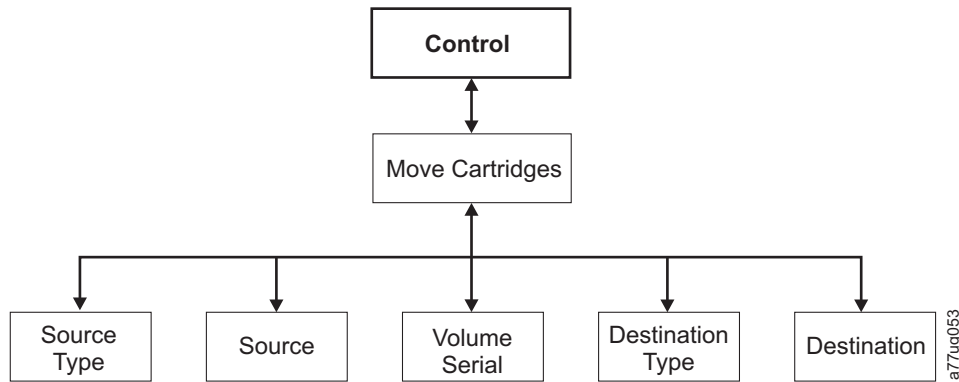 Control
Move Cartridges
Source
Type
Source
Volume
Serial
Destination
Type
Destination
a77ug053